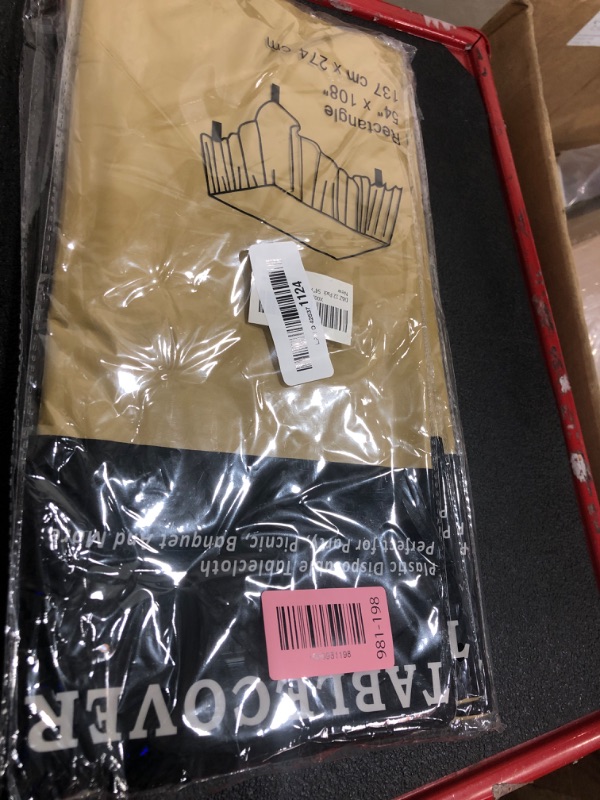 TABLECOVER
Plastic Disposable Tablecloth
Perfect for Party, Picnic, Banquet And More
Rectangle
54" X 108"
137 cm x 274 cm
1124
981-198